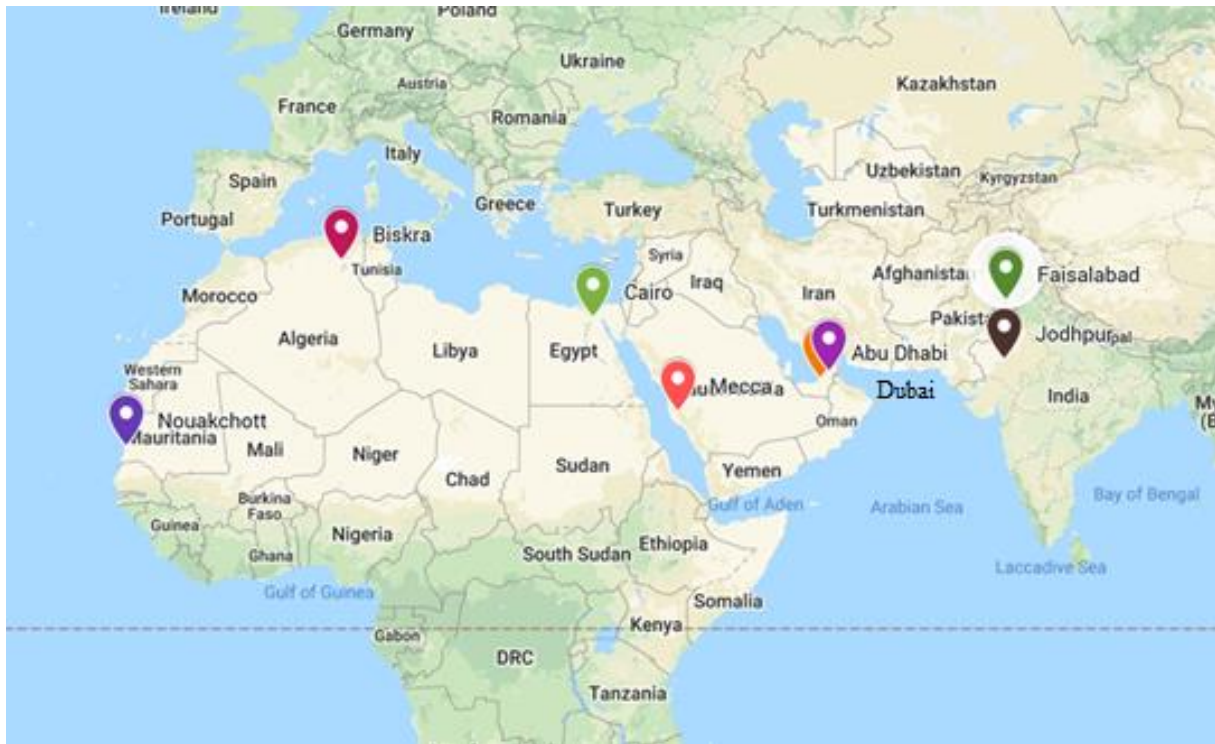 Ireland
Poland
Germany
Ukraine
Kazakhstan
Austria
France
Romania
Italy
Uzbekistan
Kyrgyzstan
Spain
Greece
Turkey
Turkmenistan
Portugal
Biskra
Tunisia
Syria
Afghanistan
Faisalabad
Morocco
Cairo
Iraq
Iran
Pakist
Jodhpur
pal
Algeria
Libya
Egypt
Abu Dhabi
Western
Sahara
Mecca
a
Dubai
India
My
(E
Nouakchott
Mauritania
Mali
Niger
Chad
Sudan
Oman
Yemen
Burkina
Faso
Gulf of Aden
Arabian Sea
Bay of Bengal
Guinea
Nigeria
Ghana
South Sudan
Ethiopia
Laccadive Sea
Gulf of Guinea
Somalia
Gabon
Kenya
DRC
Tanzania